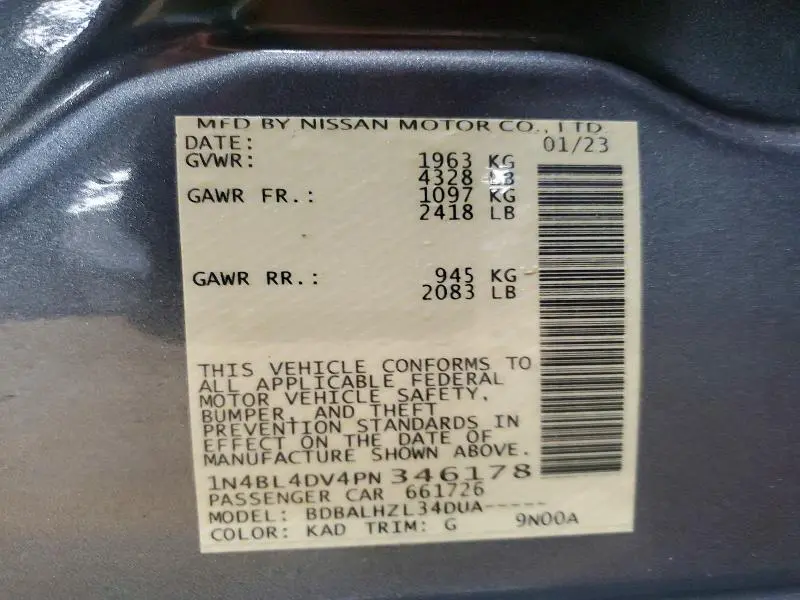 MFD BY NISSAN MOTOR CO., LTD
DATE: 01/23
GVWR: 1963 KG
4328 LB
GAWR FR.: 1097 KG
2418 LB
GAWR RR.: 945 KG
2083 LB
THIS VEHICLE CONFORMS TO
ALL APPLICABLE FEDERAL
MOTOR VEHICLE SAFETY,
BUMPER, AND THEFT
PREVENTION STANDARDS IN
EFFECT ON THE DATE OF
MANUFACTURE SHOWN ABOVE.
1N4BL4DV4PN346178
PASSENGER CAR 661726
MODEL: BDBALHZL34DUA-----
COLOR: KAD TRIM: G 9N00A